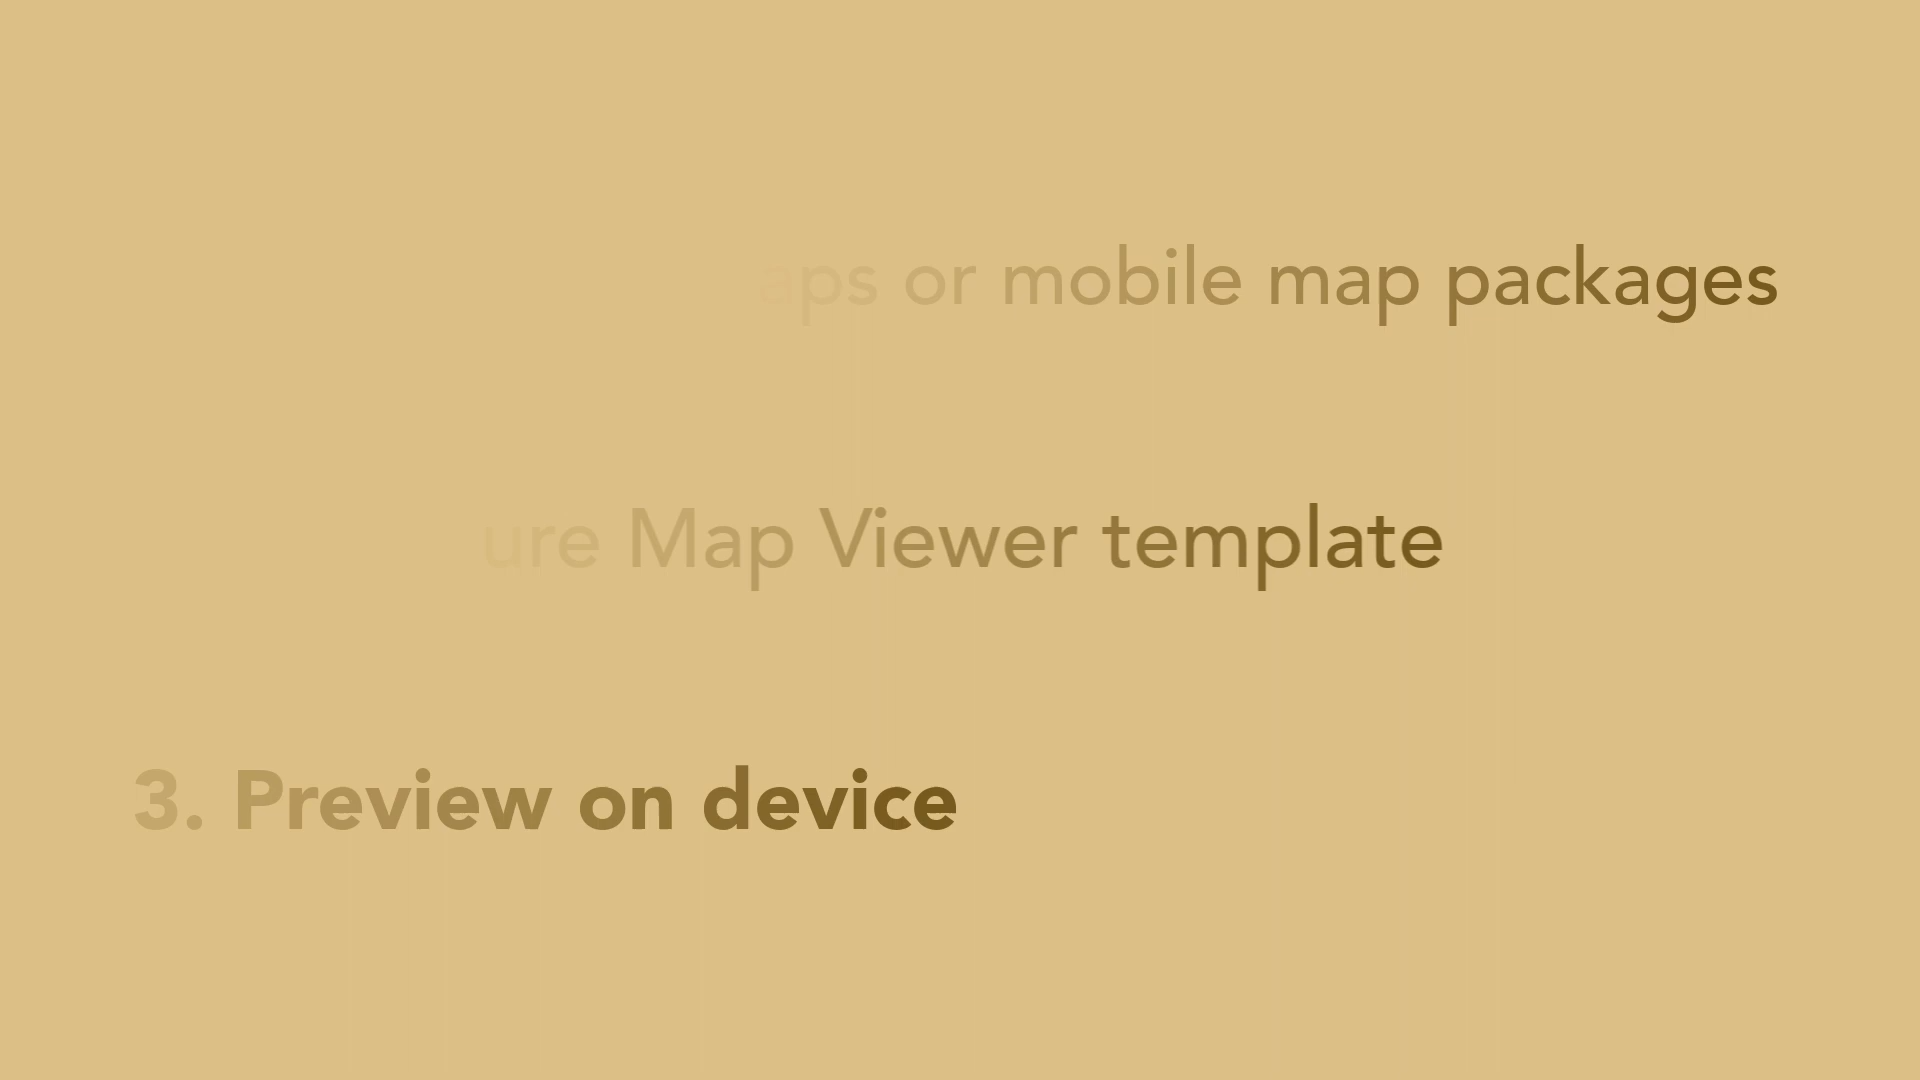 aps or mobile map packages
ure Map Viewer template
3. Preview on device